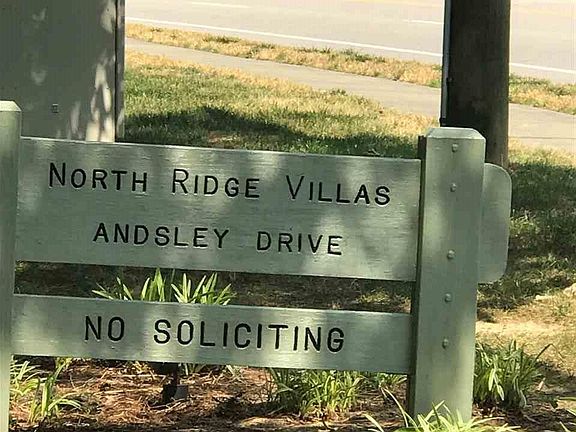 NORTH RIDGE VILLAS
ANDSLEY DRIVE
NO SOLICITING